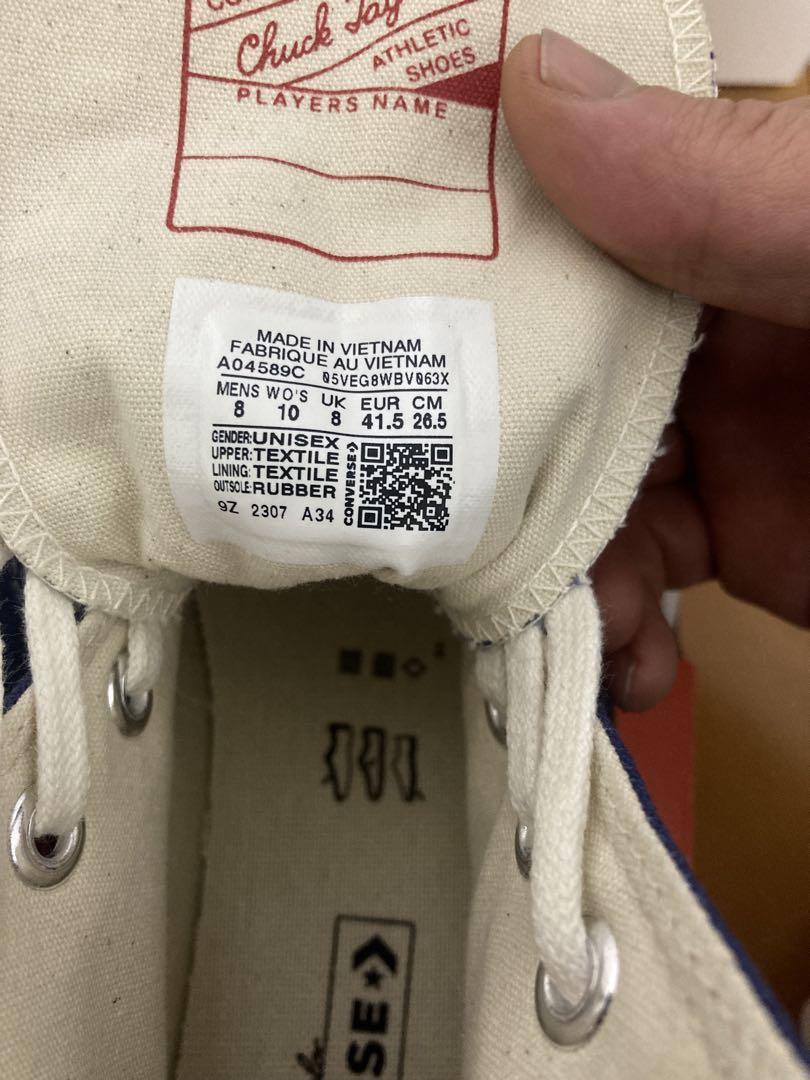 Chuck Tay
ATHLETIC
SHOES
PLAYERS NAME
MADE IN VIETNAM
FABRIQUE AU VIETNAM
A04589C 05VEG8WBV063X
MENS WO'S UK EUR CM
8 10 8 41.5 26.5
GENDER:UNISEX
UPPER:TEXTILE
LINING:TEXTILE
OUTSOLE:RUBBER
9Z 2307 A34
CONVERSE
SE